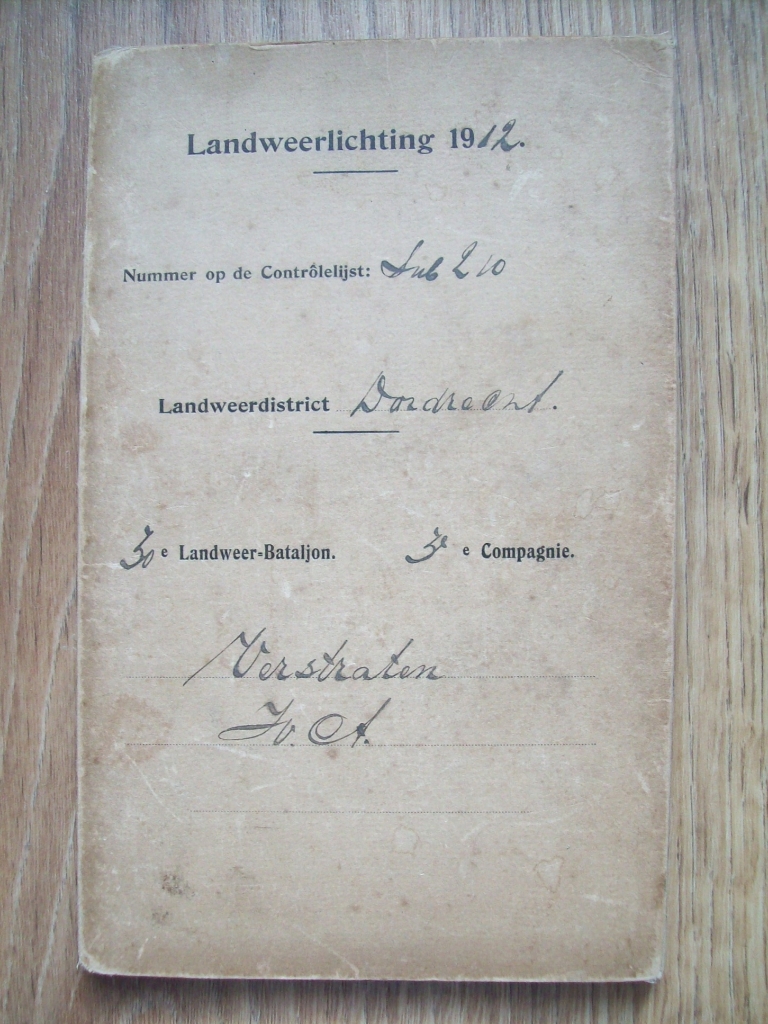 Landweerlichting 1912.
Nummer op de Contrôlelijst: Sub 210
Landweerdistrict Dordrecht.
30e Landweer-Bataljon. 3e Compagnie.
Verstraten
A.